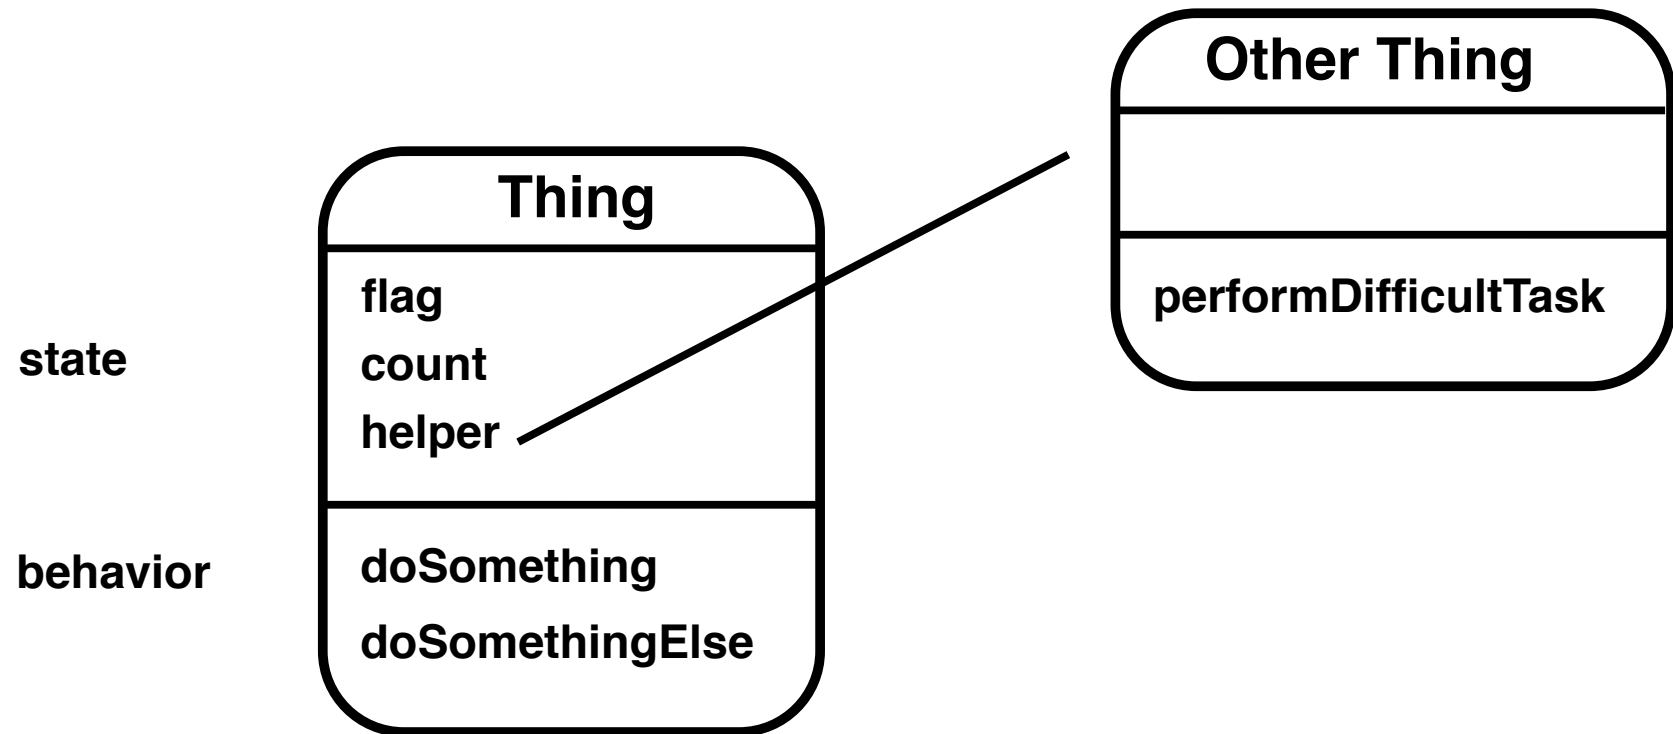 Other Thing
performDifficultTask
Thing
flag
count
helper
doSomething
doSomethingElse
state
behavior